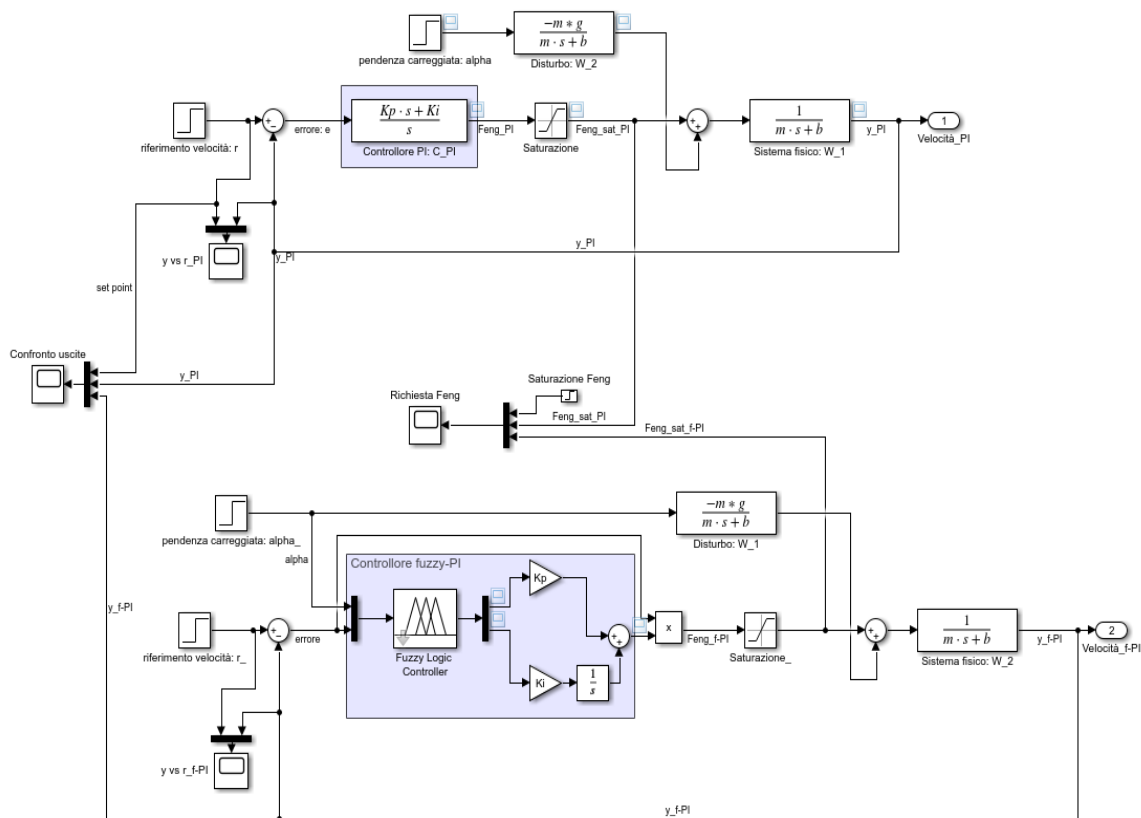 pendenza carreggiata: alpha
−m ∗ g
m · s + b
Disturbo: W_2
riferimento velocità: r
+
−
errore: e
Kp · s + Ki
s
Controllore PI: C_PI
Feng_PI
Saturazione
Feng_sat_PI
+
+
1
m · s + b
Sistema fisico: W_1
y_PI
1
Velocità_PI
y vs r_PI
y_PI
y_PI
set point
Confronto uscite
y_PI
Richiesta Feng
Saturazione Feng
Feng_sat_PI
Feng_sat_f-PI
pendenza carreggiata: alpha_
alpha
−m ∗ g
m · s + b
Disturbo: W_1
Controllore fuzzy-PI
y_f-PI
riferimento velocità: r_
+
−
errore
Fuzzy Logic
Controller
Kp
Ki
1
s
+
+
x
Feng_f-PI
Saturazione_
+
+
1
m · s + b
Sistema fisico: W_2
y_f-PI
2
Velocità_f-PI
y vs r_f-PI
y_f-PI